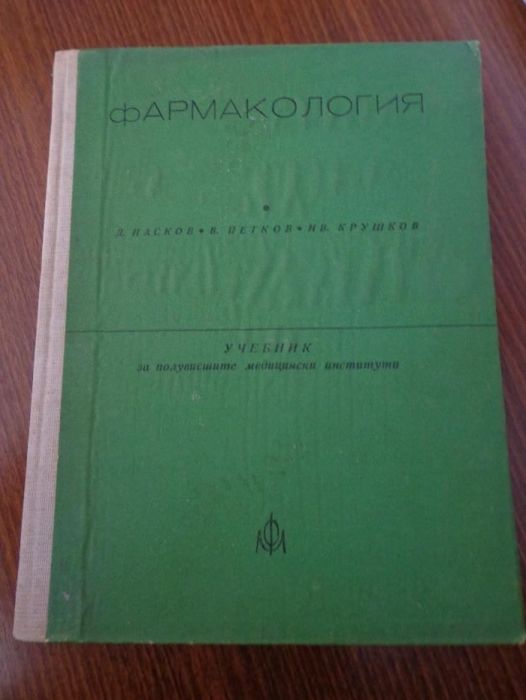 фАРМАКОЛОГИЯ
Д. ПАСКОВ • В. ПЕТКОВ • ИВ. КРУШКОВ
УЧЕБНИК
за полувисшите медицински институти